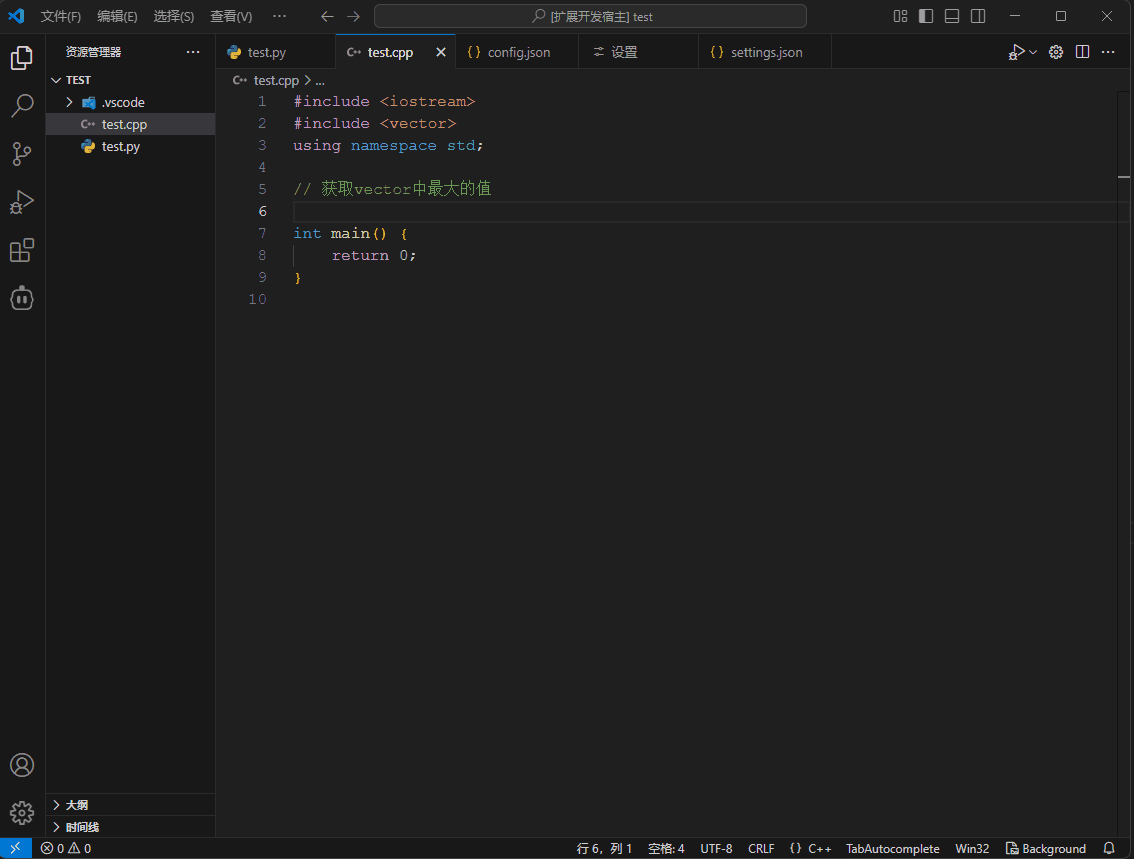 文件(F) 编辑(E) 选择(S) 查看(V) ··· [扩展开发宿主] test
资源管理器 ···
test.py test.cpp config.json 设置 settings.json ···
TEST
.vscode
test.cpp
test.py
test.cpp > ...
1 #include <iostream>
2 #include <vector>
3 using namespace std;
4
5 // 获取vector中最大的值
6
7 int main() {
8 return 0;
9 }
10
大纲
时间线
0 0 行 6，列 1 空格: 4 UTF-8 CRLF {} C++ TabAutocomplete Win32 Background